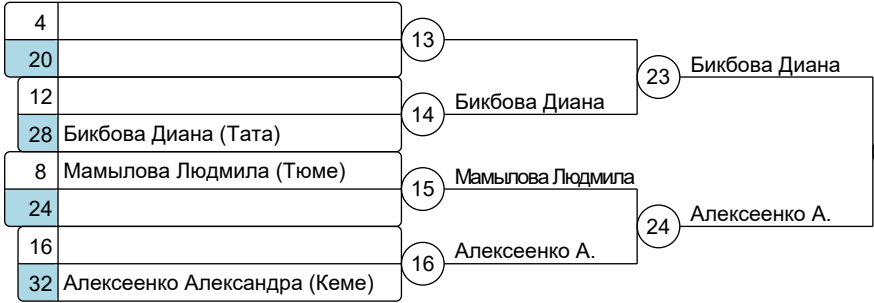 4
13
20
23 Бикбова Диана
12
14 Бикбова Диана
28 Бикбова Диана (Тата)
8 Мамылова Людмила (Тюме)
15 Мамылова Людмила
24
24 Алексеенко А.
16
16 Алексеенко А.
32 Алексеенко Александра (Кеме)